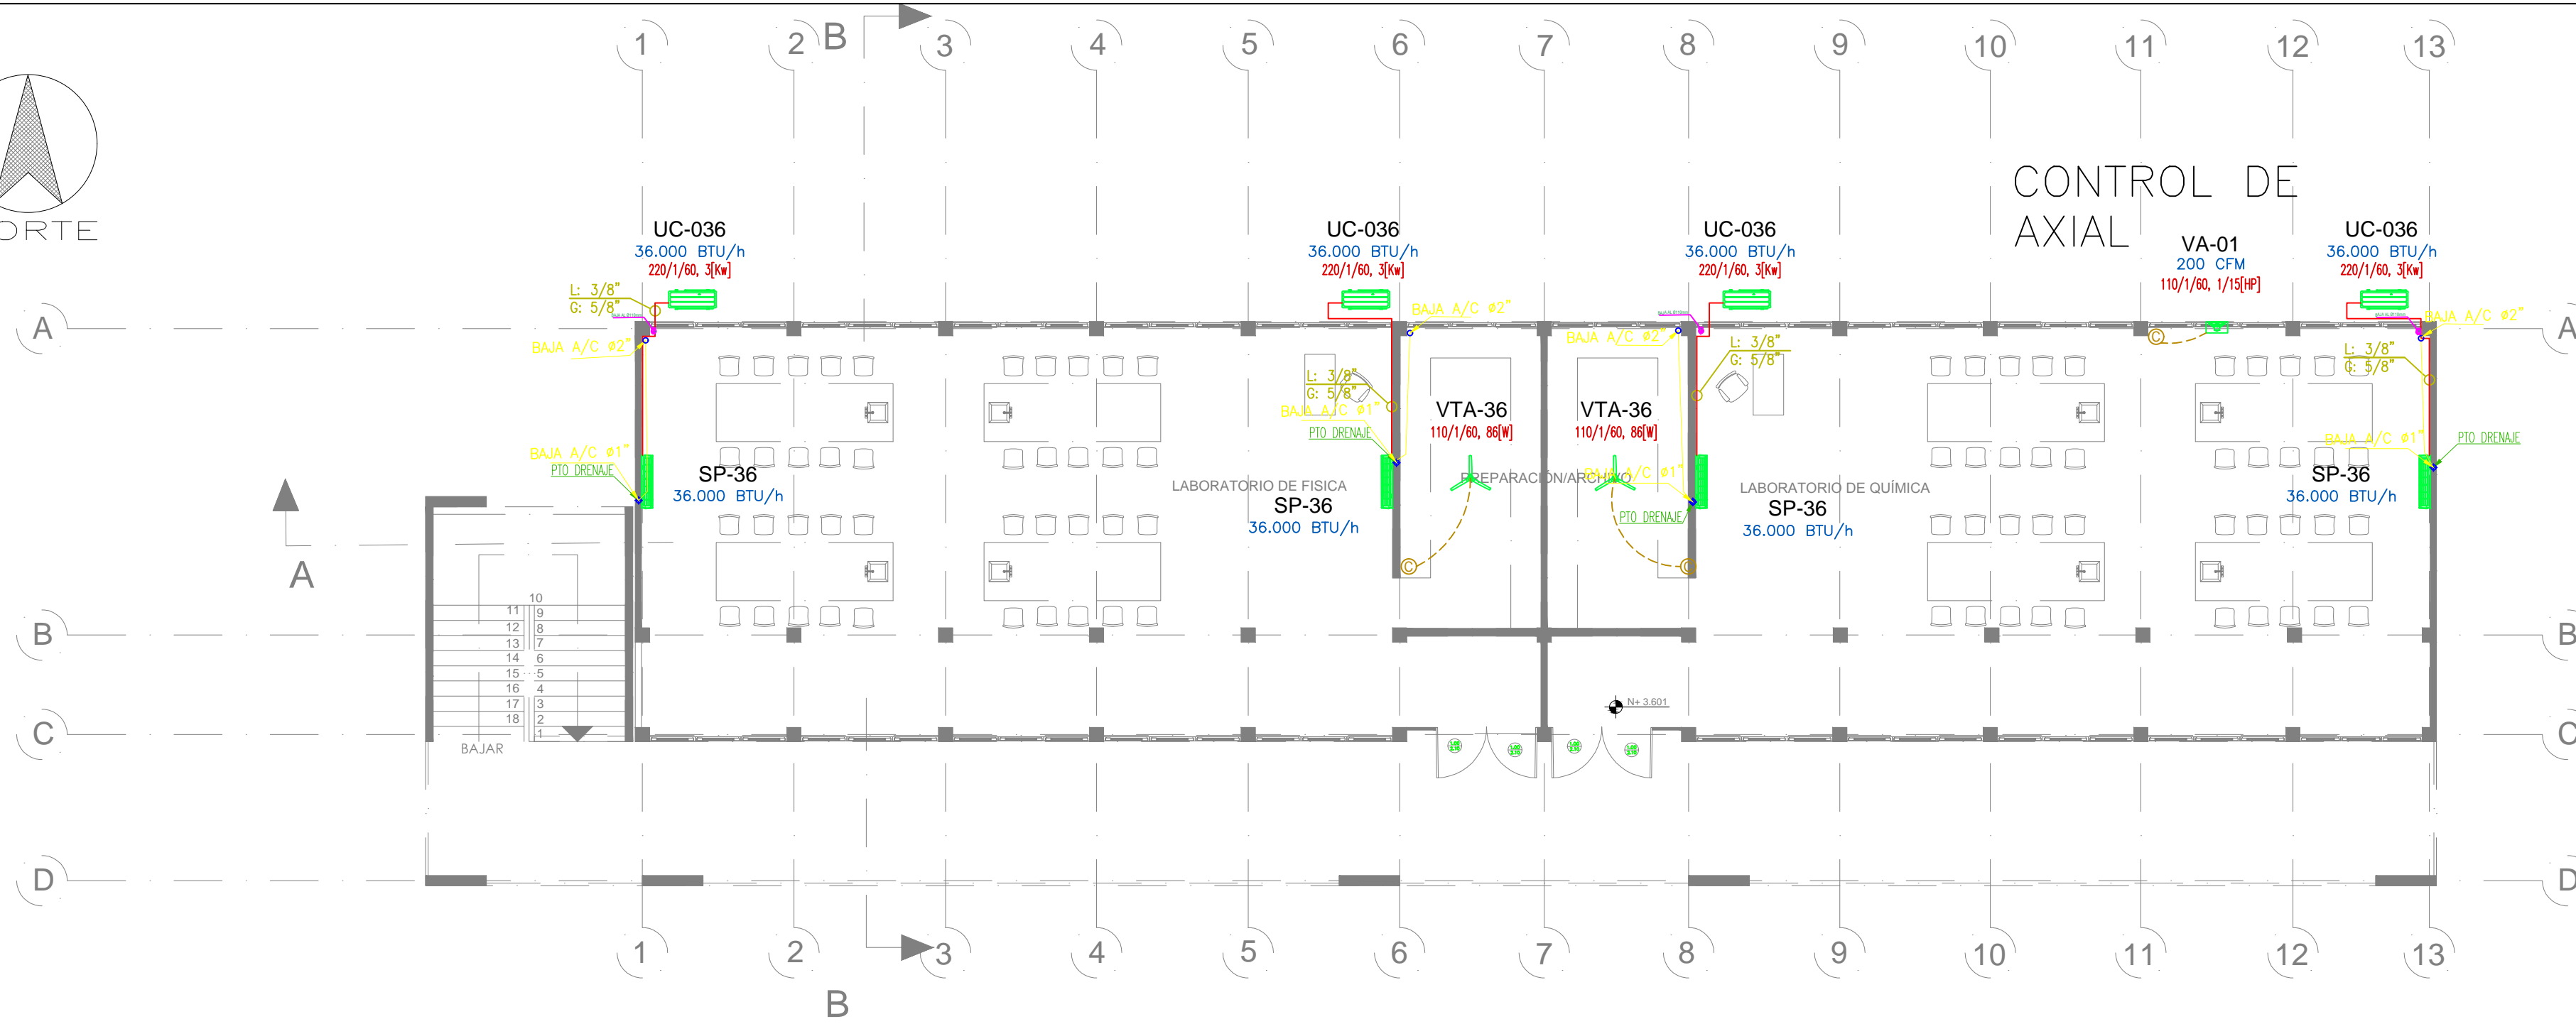 1
2
B
3
4
5
6
7
8
9
10
11
12
13
ORTE
CONTROL DE
AXIAL
UC-036
36.000 BTU/h
220/1/60, 3[Kw]
UC-036
36.000 BTU/h
220/1/60, 3[Kw]
UC-036
36.000 BTU/h
220/1/60, 3[Kw]
VA-01
200 CFM
110/1/60, 1/15[HP]
UC-036
36.000 BTU/h
220/1/60, 3[Kw]
L: 3/8"
G: 5/8"
BAJA A/C ø2"
BAJA A/C ø2"
BAJA A/C ø2"
BAJA A/C ø2"
A
A
L: 3/8"
G: 5/8"
L: 3/8"
G: 5/8"
L: 3/8"
G: 5/8"
C
BAJA A/C ø1"
PTO DRENAJE
BAJA A/C ø1"
PTO DRENAJE
VTA-36
110/1/60, 86[W]
VTA-36
110/1/60, 86[W]
BAJA A/C ø1"
PTO DRENAJE
SP-36
36.000 BTU/h
LABORATORIO DE FISICA
SP-36
36.000 BTU/h
PREPARACIÓN/ARCHIVO
BAJA A/C ø1"
PTO DRENAJE
LABORATORIO DE QUÍMICA
SP-36
36.000 BTU/h
SP-36
36.000 BTU/h
A
C
C
10
11
9
12
8
13
7
14
6
15
5
16
4
17
3
18
2
1
BAJAR
B
B
N+ 3.601
C
C
D
D
1
2
3
4
5
6
7
8
9
10
11
12
13
B